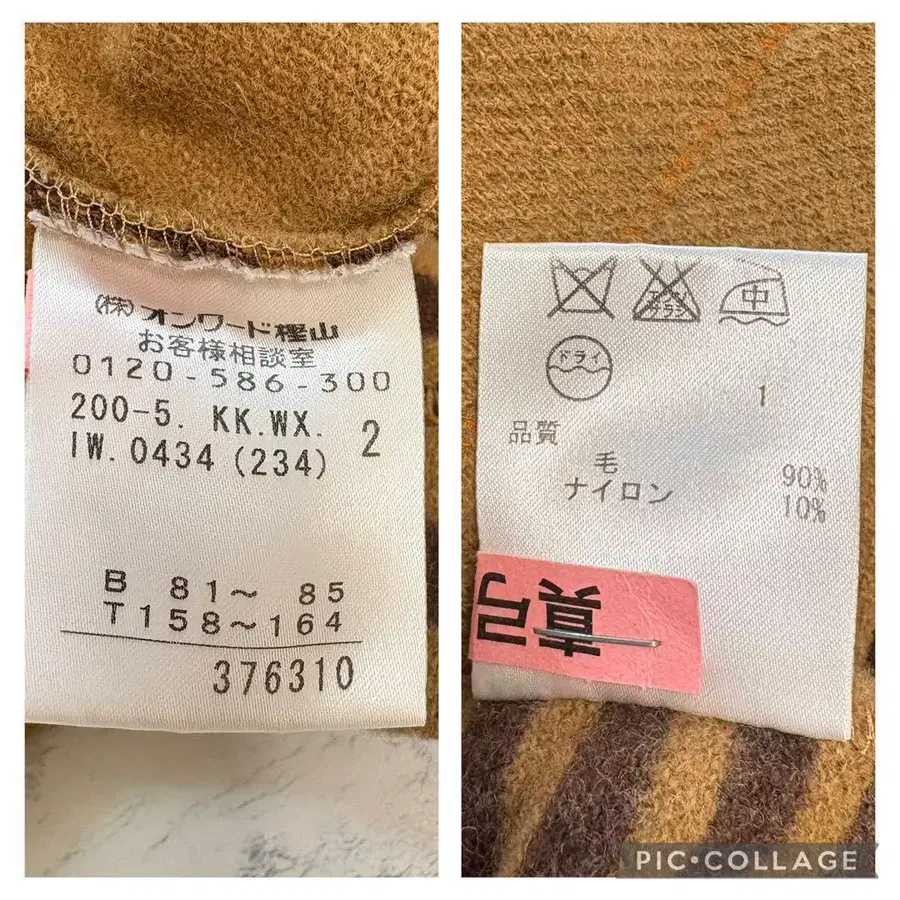 (株)オンワード樫山
お客様相談室
0120-586-300
200-5. KK.WX. 2
IW.0434 (234)
B 81～ 85
T158～164
376310
中
ドライ
1
品質
毛 90%
ナイロン 10%
PIC•COLLAGE